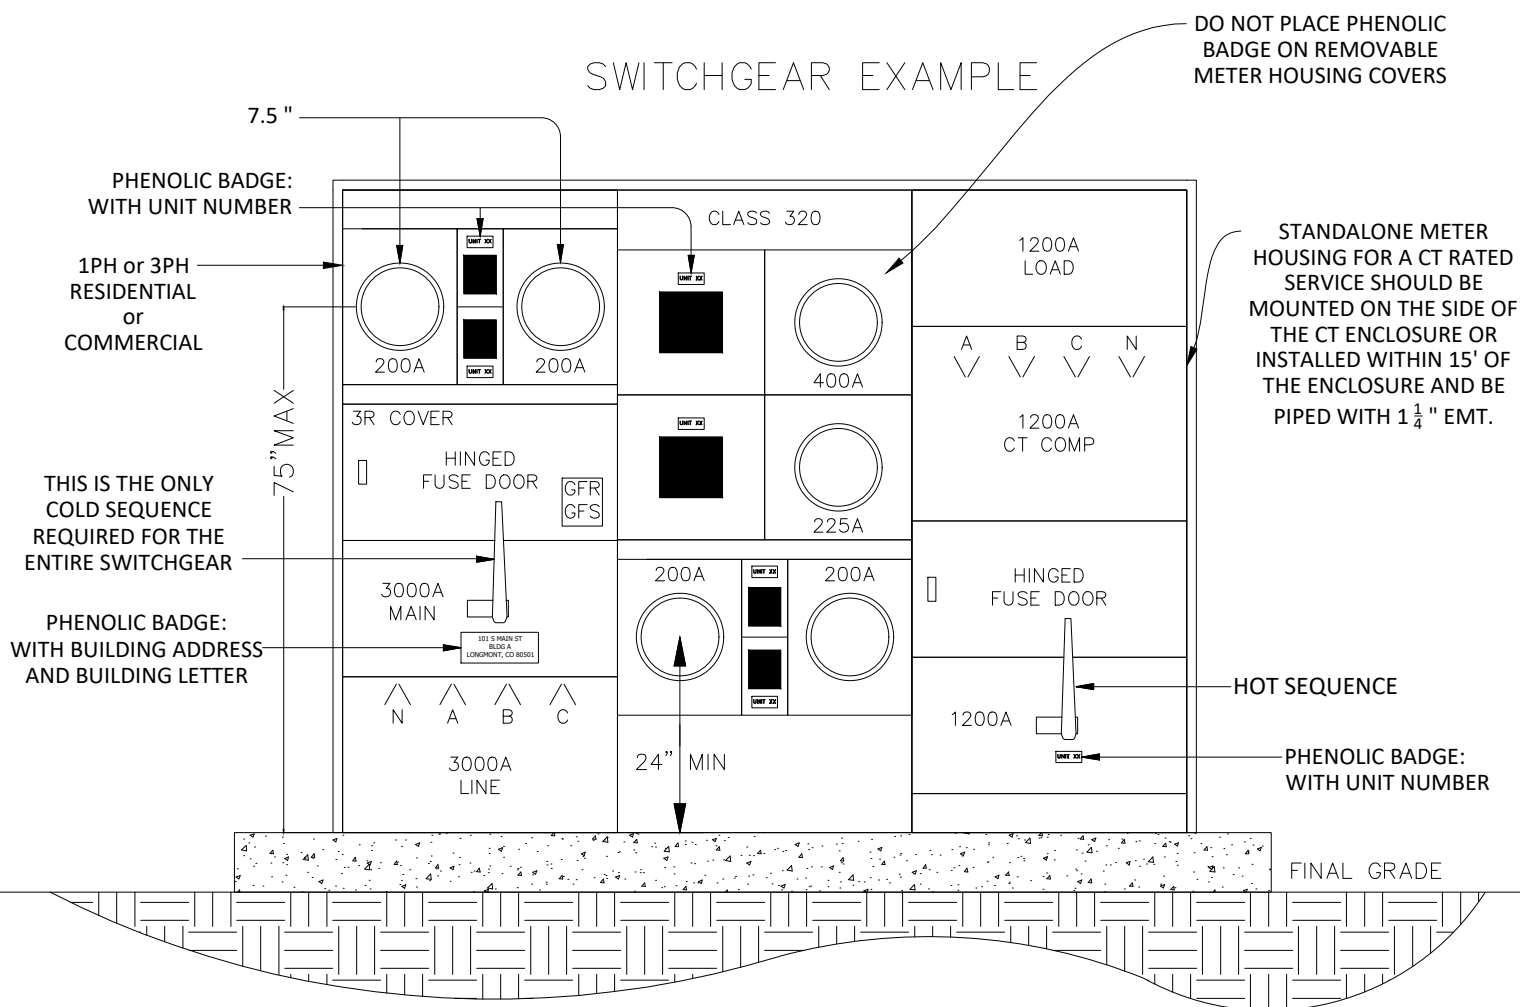 SWITCHGEAR EXAMPLE
DO NOT PLACE PHENOLIC
BADGE ON REMOVABLE
METER HOUSING COVERS
7.5 "
PHENOLIC BADGE:
WITH UNIT NUMBER
1PH or 3PH
RESIDENTIAL
or
COMMERCIAL
75"MAX
THIS IS THE ONLY
COLD SEQUENCE
REQUIRED FOR THE
ENTIRE SWITCHGEAR
PHENOLIC BADGE:
WITH BUILDING ADDRESS
AND BUILDING LETTER
UNIT XX
200A
200A
UNIT XX
3R COVER
HINGED
FUSE DOOR
GFR
GFS
3000A
MAIN
101 S MAIN ST
BLDG A
LONGMONT, CO 80501
N A B C
3000A
LINE
CLASS 320
UNIT XX
400A
UNIT XX
225A
200A
UNIT XX
200A
UNIT XX
24" MIN
1200A
LOAD
A B C N
1200A
CT COMP
HINGED
FUSE DOOR
1200A
UNIT XX
STANDALONE METER
HOUSING FOR A CT RATED
SERVICE SHOULD BE
MOUNTED ON THE SIDE OF
THE CT ENCLOSURE OR
INSTALLED WITHIN 15' OF
THE ENCLOSURE AND BE
PIPED WITH 1 1/4 " EMT.
HOT SEQUENCE
PHENOLIC BADGE:
WITH UNIT NUMBER
FINAL GRADE